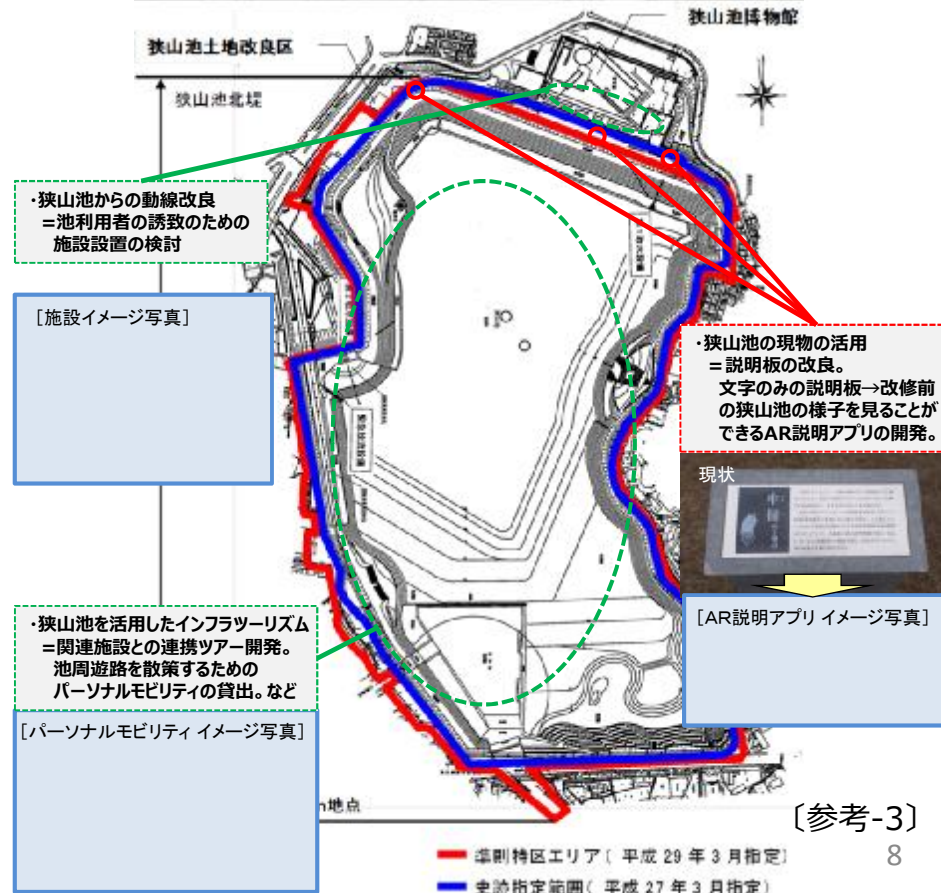 狭山池博物館
狭山池土地改良区
狭山池北堤
・狭山池からの動線改良
＝池利用者の誘致のための
施設設置の検討
［施設イメージ写真］
・狭山池の現物の活用
＝説明板の改良。
文字のみの説明板→改修前
の狭山池の様子を見ることが
できるAR説明アプリの開発。
現状
［AR説明アプリ イメージ写真］
・狭山池を活用したインフラツーリズム
＝関連施設との連携ツアー開発。
池周遊路を散策するための
パーソナルモビリティの貸出。など
［パーソナルモビリティ イメージ写真］
地点
〔参考-3〕
準則特区エリア( 平成 29 年 3 月指定)
8
史跡指定範囲( 平成 27 年 3 月指定)